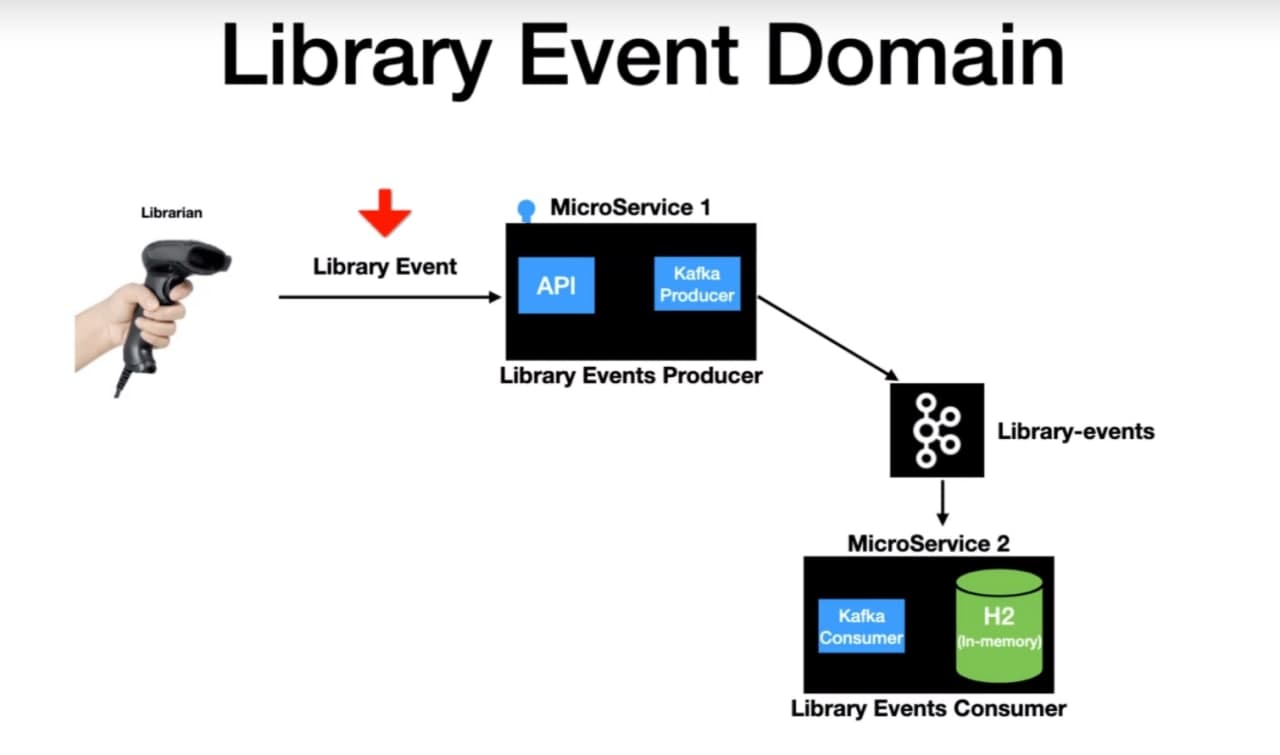 Library Event Domain
Librarian
Library Event
MicroService 1
API
Kafka
Producer
Library Events Producer
Library-events
MicroService 2
Kafka
Consumer
H2
(In-memory)
Library Events Consumer